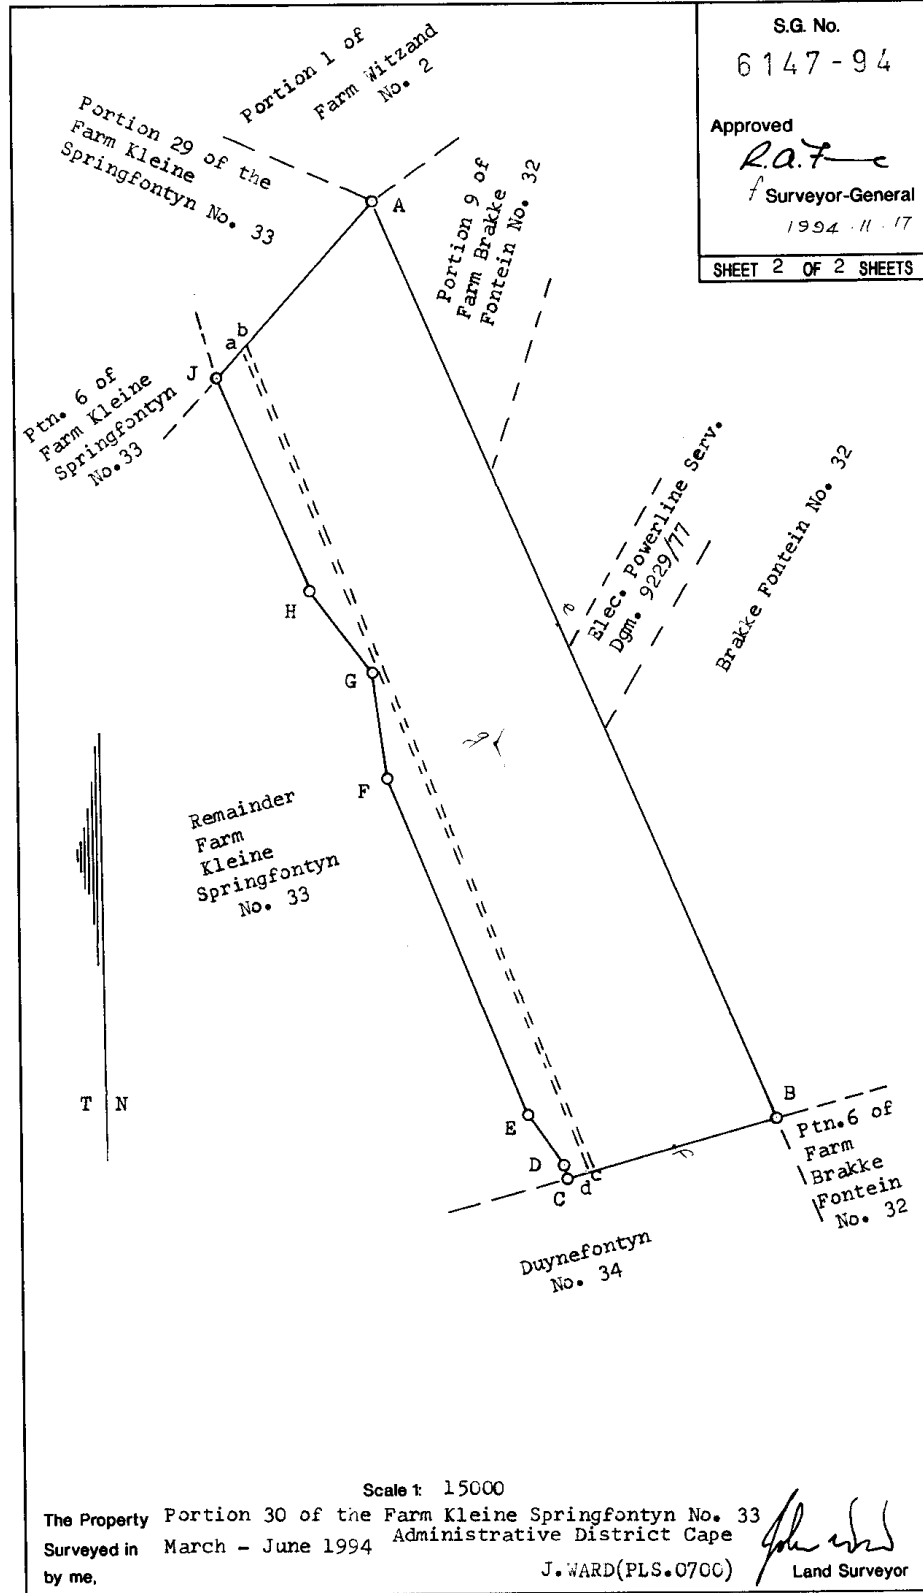 S.G. No.
6147-94
Approved
Surveyor-General
1994.11.17
SHEET 2 OF 2 SHEETS
Portion 1 of
Farm Witzand
No. 2
Portion 29 of the
Farm Kleine
Springfontyn No. 33
A
Portion 9 of
Farm Brakke
Fontein No. 32
b
a
J
Ptn. 6 of
Farm Kleine
Springfontyn
No.33
Elec. Powerline Serv.
Dgm. 9229/77
Brakke Fontein No. 32
H
G
F
Remainder
Farm
Kleine
Springfontyn
No. 33
T N
B
E
Ptn.6 of
Farm
Brakke
Fontein
No. 32
D
C d c
Duynefontyn
No. 34
Scale 1: 15000
The Property Portion 30 of the Farm Kleine Springfontyn No. 33
Administrative District Cape
Surveyed in March - June 1994
by me, J.WARD(PLS.0700)
Land Surveyor